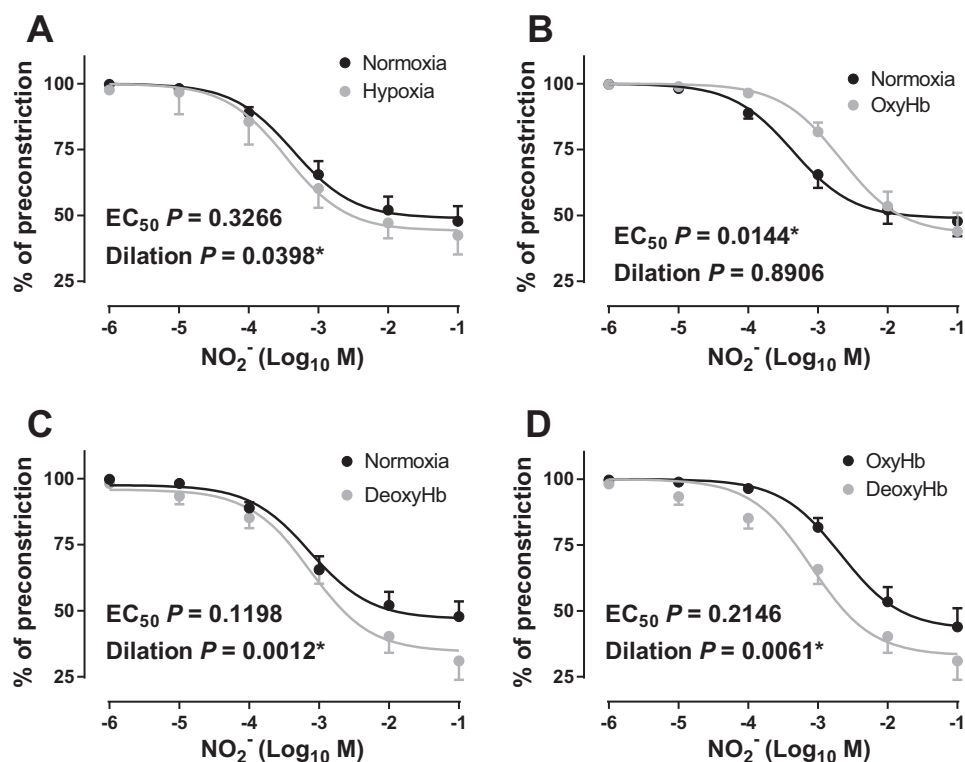 A
Normoxia
Hypoxia
% of preconstriction
100
75
50
25
EC₅₀ P = 0.3266
Dilation P = 0.0398*
-6 -5 -4 -3 -2 -1
NO₂⁻ (Log₁₀ M)
B
Normoxia
OxyHb
% of preconstriction
100
75
50
25
EC₅₀ P = 0.0144*
Dilation P = 0.8906
-6 -5 -4 -3 -2 -1
NO₂⁻ (Log₁₀ M)
C
Normoxia
DeoxyHb
% of preconstriction
100
75
50
25
EC₅₀ P = 0.1198
Dilation P = 0.0012*
-6 -5 -4 -3 -2 -1
NO₂⁻ (Log₁₀ M)
D
OxyHb
DeoxyHb
% of preconstriction
100
75
50
25
EC₅₀ P = 0.2146
Dilation P = 0.0061*
-6 -5 -4 -3 -2 -1
NO₂⁻ (Log₁₀ M)